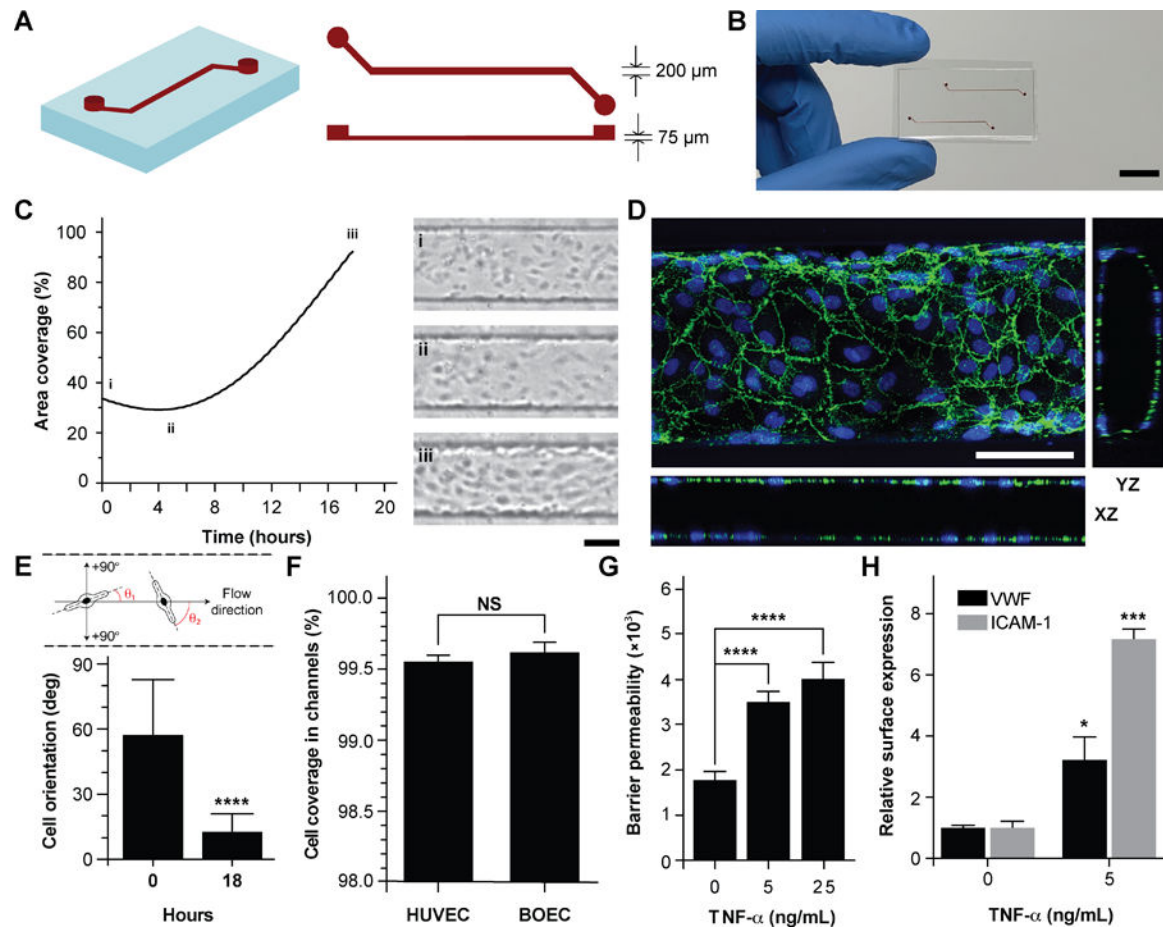 A
200 µm
75 µm
B
C
Area coverage (%)
100
80
60
40
20
0
i
ii
iii
0 4 8 12 16 20
Time (hours)
i
ii
iii
D
YZ
XZ
E
+90°
+90°
θ1
θ2
Flow
direction
Cell orientation (deg)
90
60
30
0
****
0 18
Hours
F
Cell coverage in channels (%)
100.0
99.5
99.0
98.5
98.0
NS
HUVEC BOEC
G
Barrier permeability (×10³)
6
5
4
3
2
1
0
****
****
0 5 25
TNF-α (ng/mL)
H
VWF
ICAM-1
Relative surface expression
8
6
4
2
0
*
***
0 5
TNF-α (ng/mL)